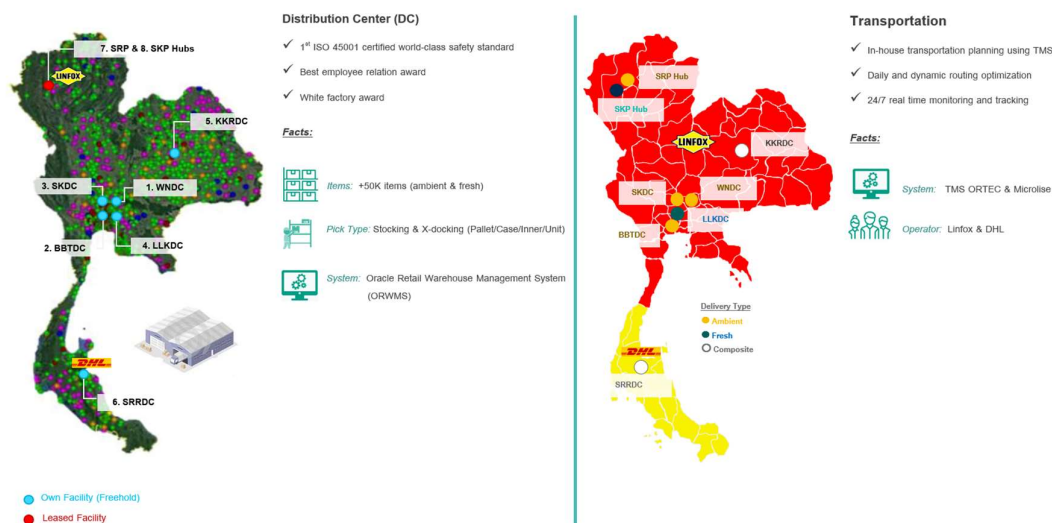 7. SRP & 8. SKP Hubs
LINFOX
5. KKRDC
3. SKDC
1. WNDC
2. BBTDC
4. LLKDC
DHL
6. SRRDC
Own Facility (Freehold)
Leased Facility
Distribution Center (DC)
✓ 1st ISO 45001 certified world-class safety standard
✓ Best employee relation award
✓ White factory award
Facts:
Items: +50K items (ambient & fresh)
Pick Type: Stocking & X-docking (Pallet/Case/Inner/Unit)
System: Oracle Retail Warehouse Management System
(ORWMS)
SRP Hub
SKP Hub
LINFOX
KKRDC
SKDC
WNDC
LLKDC
BBTDC
Delivery Type
Ambient
Fresh
Composite
DHL
SRRDC
Transportation
✓ In-house transportation planning using TMS
✓ Daily and dynamic routing optimization
✓ 24/7 real time monitoring and tracking
Facts:
System: TMS ORTEC & Microlise
Operator: Linfox & DHL